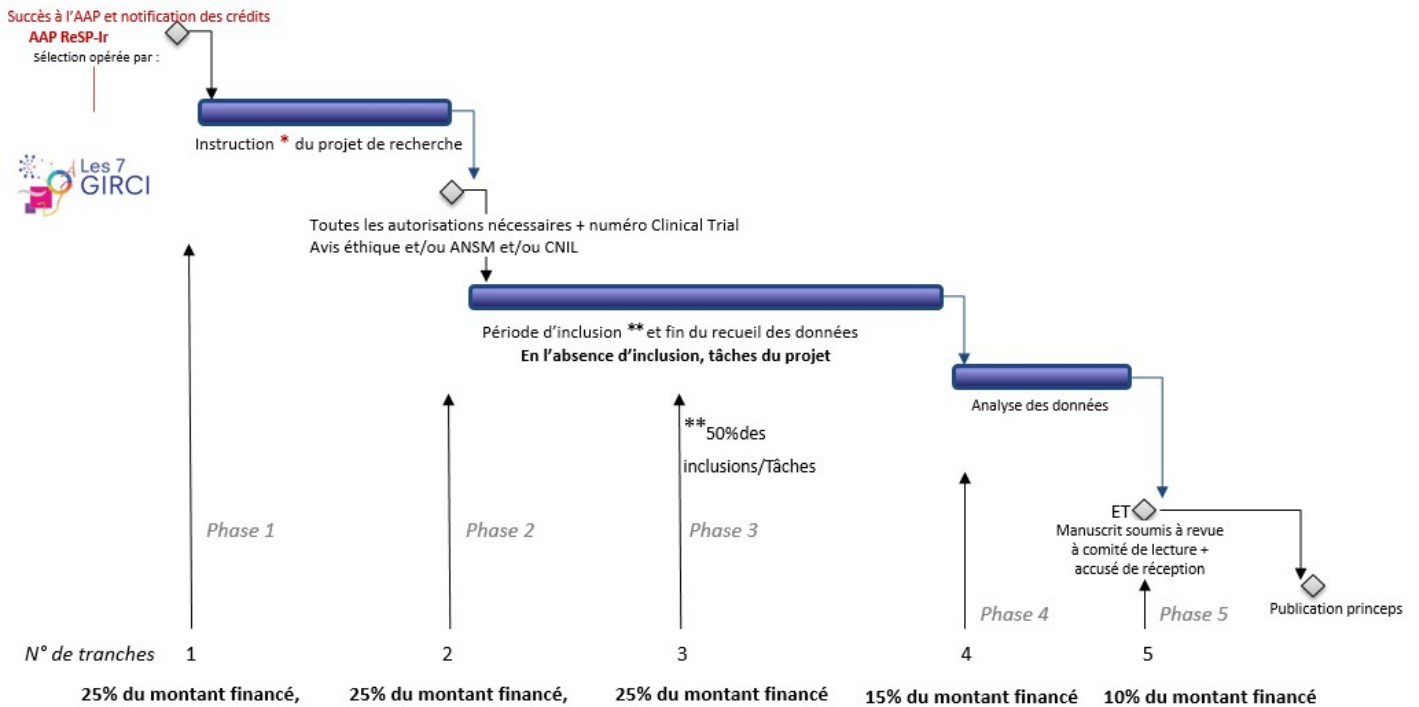 Succès à l'AAP et notification des crédits
AAP ReSP-Ir
Sélection opérée par :
Les 7
GIRCI
Instruction * du projet de recherche
Toutes les autorisations nécessaires + numéro Clinical Trial
Avis éthique et/ou ANSM et/ou CNIL
Période d'inclusion ** et fin du recueil des données
En l'absence d'inclusion, tâches du projet
Analyse des données
**50%des
inclusions/Tâches
Phase 1
Phase 2
Phase 3
ET
Manuscrit soumis à revue
à comité de lecture +
accusé de réception
Phase 4
Phase 5
Publication princeps
N° de tranches 1 2 3 4 5
25% du montant financé, 25% du montant financé, 25% du montant financé 15% du montant financé 10% du montant financé